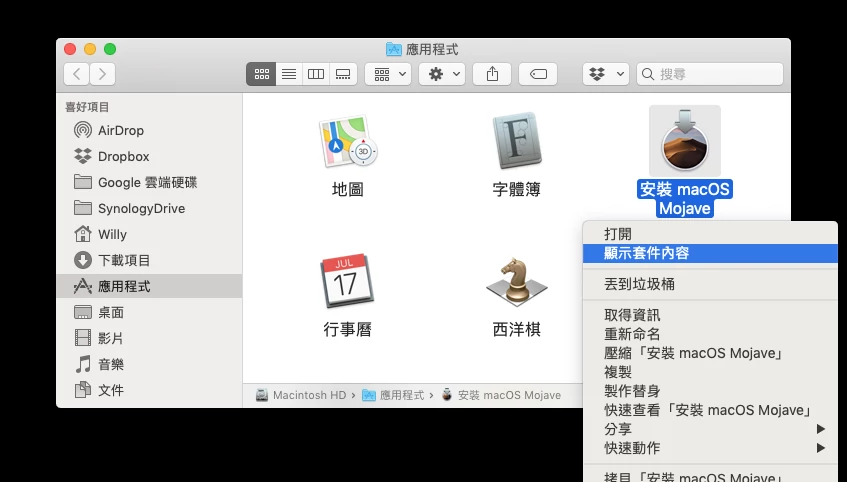 應用程式
搜尋
喜好項目
AirDrop
Dropbox
Google 雲端硬碟
SynologyDrive
Willy
下載項目
應用程式
桌面
影片
音樂
文件
3D
地圖
F
字體簿
安裝 macOS
Mojave
JUL
17
行事曆
西洋棋
Macintosh HD › 應用程式 › 安裝 macOS Mojave
打開
顯示套件內容
丟到垃圾桶
取得資訊
重新命名
壓縮「安裝 macOS Mojave」
複製
製作替身
快速查看「安裝 macOS Mojave」
分享
快速動作
拷貝「安裝 macOS Mojave」